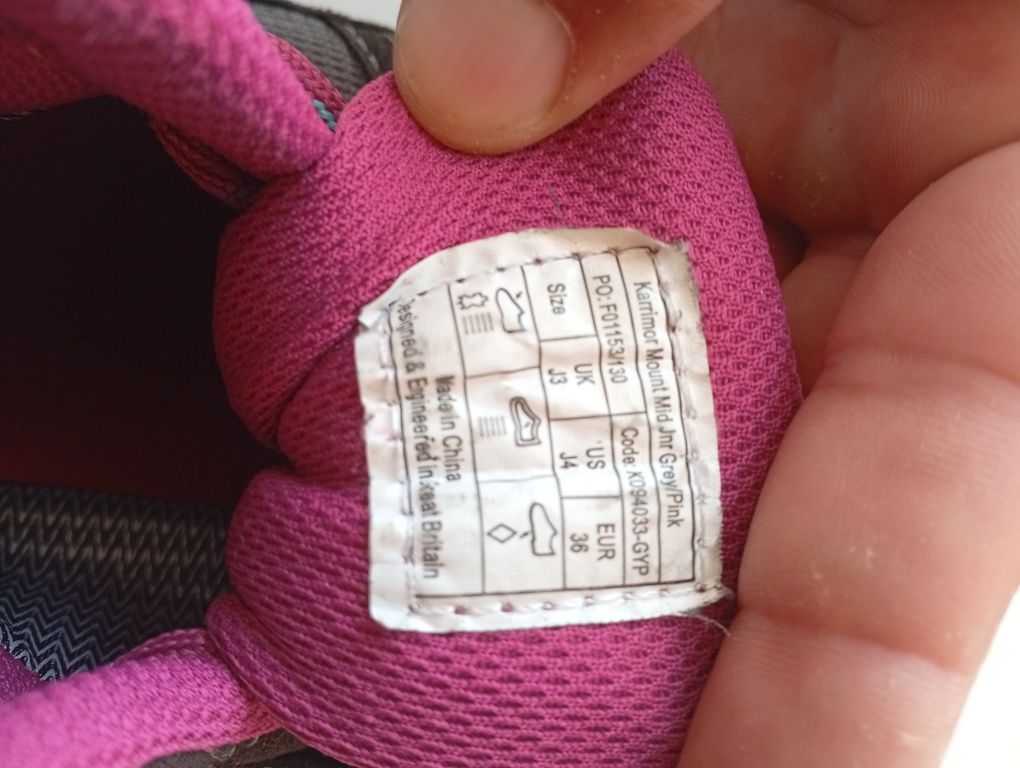 Karrimor Mount Mid Jnr Grey/Pink
PO: F01153/130 Code: K094033-GYP
Size UK US EUR
J3 J4 36
Made in China
Designed & Engineered in Great Britain